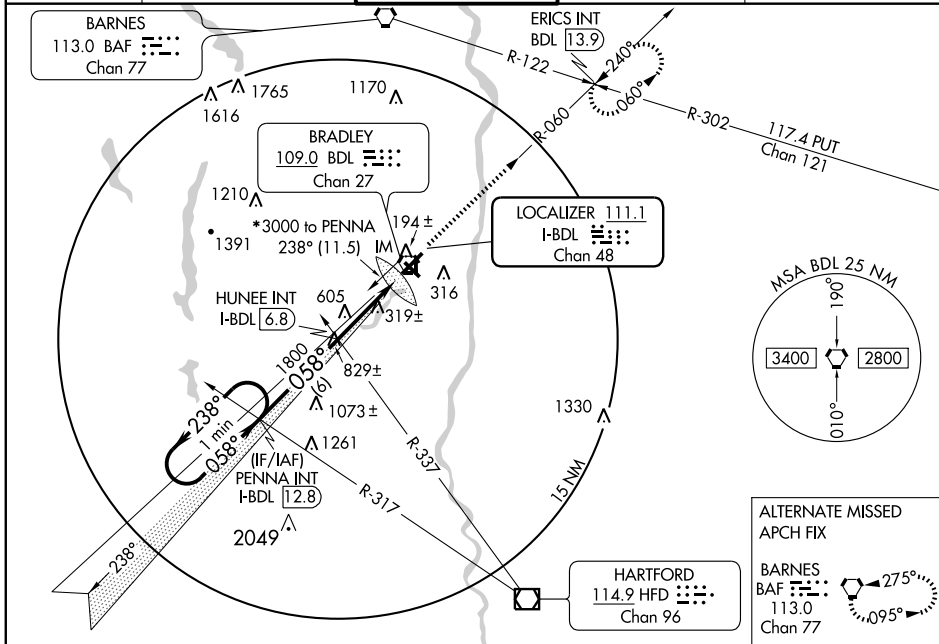 BARNES
113.0 BAF
Chan 77
ERICS INT
BDL 13.9
R-122
240°
060°
R-060
R-302
117.4 PUT
Chan 121
1616
1765
1170
BRADLEY
109.0 BDL
Chan 27
1210
1391
*3000 to PENNA
238° (11.5)
IM
194±
LOCALIZER 111.1
I-BDL
Chan 48
316
HUNEE INT
I-BDL 6.8
605
319±
829±
1800
058°
(6)
1073±
1261
238°
1 min
058°
(IF/IAF)
PENNA INT
I-BDL 12.8
R-337
R-317
1330
15 NM
2049
238°
HARTFORD
114.9 HFD
Chan 96
MSA BDL 25 NM
190°
3400
2800
010°
ALTERNATE MISSED
APCH FIX
BARNES
BAF
113.0
Chan 77
275°
095°